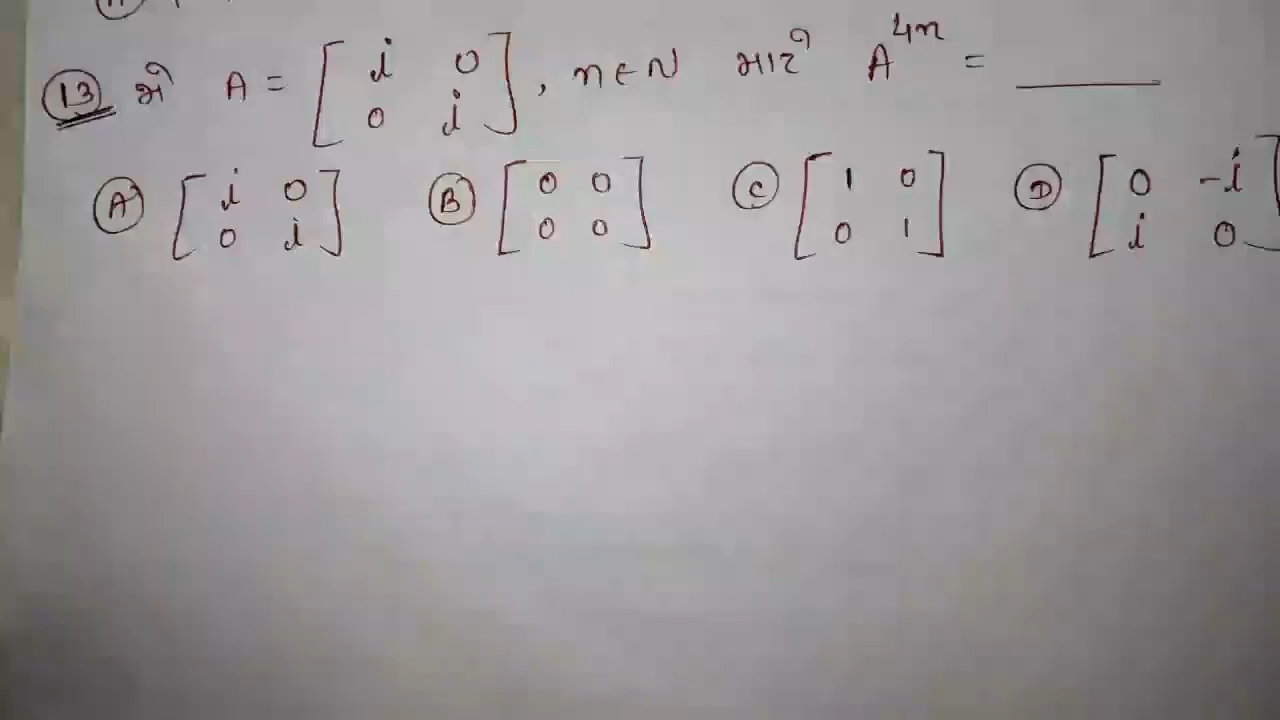 13 જો A = [ i 0 ; 0 i ], n ∈ N માટે A^4n = ____
A [ i 0 ; 0 i ] B [ 0 0 ; 0 0 ] C [ 1 0 ; 0 1 ] D [ 0 -i ; i 0 ]